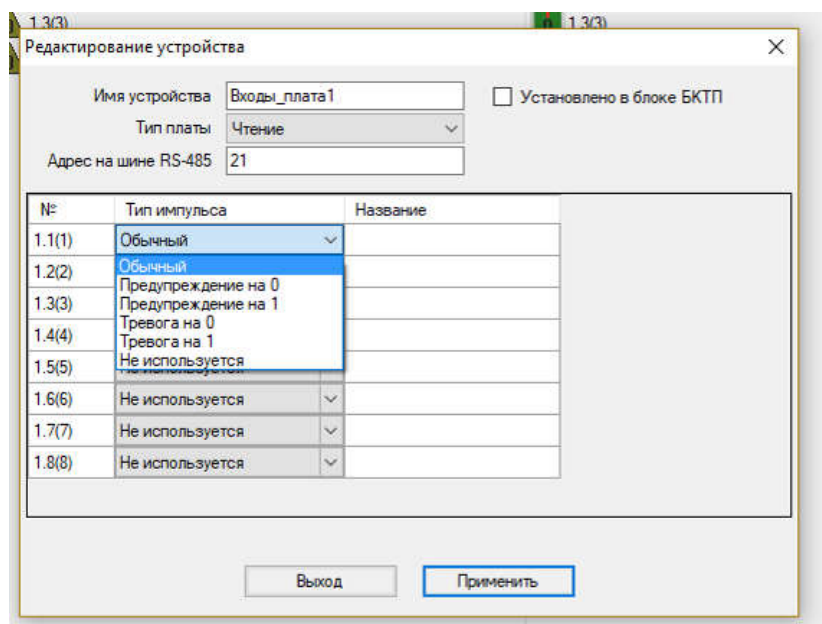 1.3(3)
0 1.3(3)
Редактирование устройства
Имя устройства Входы_плата1 Установлено в блоке БКТП
Тип платы Чтение
Адрес на шине RS-485 21
№ Тип импульса Название
1.1(1) Обычный
1.2(2) Обычный
Предупреждение на 0
1.3(3) Предупреждение на 1
Тревога на 0
1.4(4) Тревога на 1
Не используется
1.5(5)
1.6(6) Не используется
1.7(7) Не используется
1.8(8) Не используется
Выход Применить